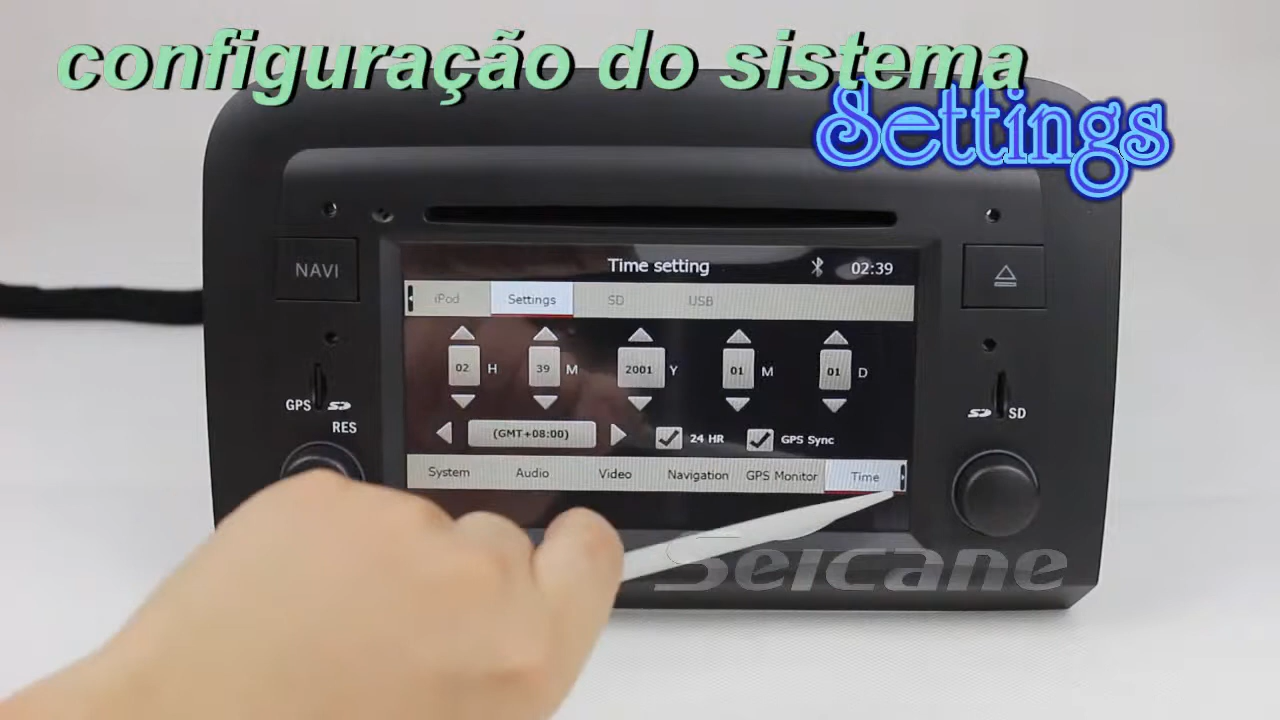 configuração do sistema
Settings
NAVI
Time setting 02:39
iPod Settings SD USB
02 H 39 M 2001 Y 01 M 01 D
GPS SD
RES
SD
(GMT+08:00) 24 HR GPS Sync
System Audio Video Navigation GPS Monitor Time
Seicane